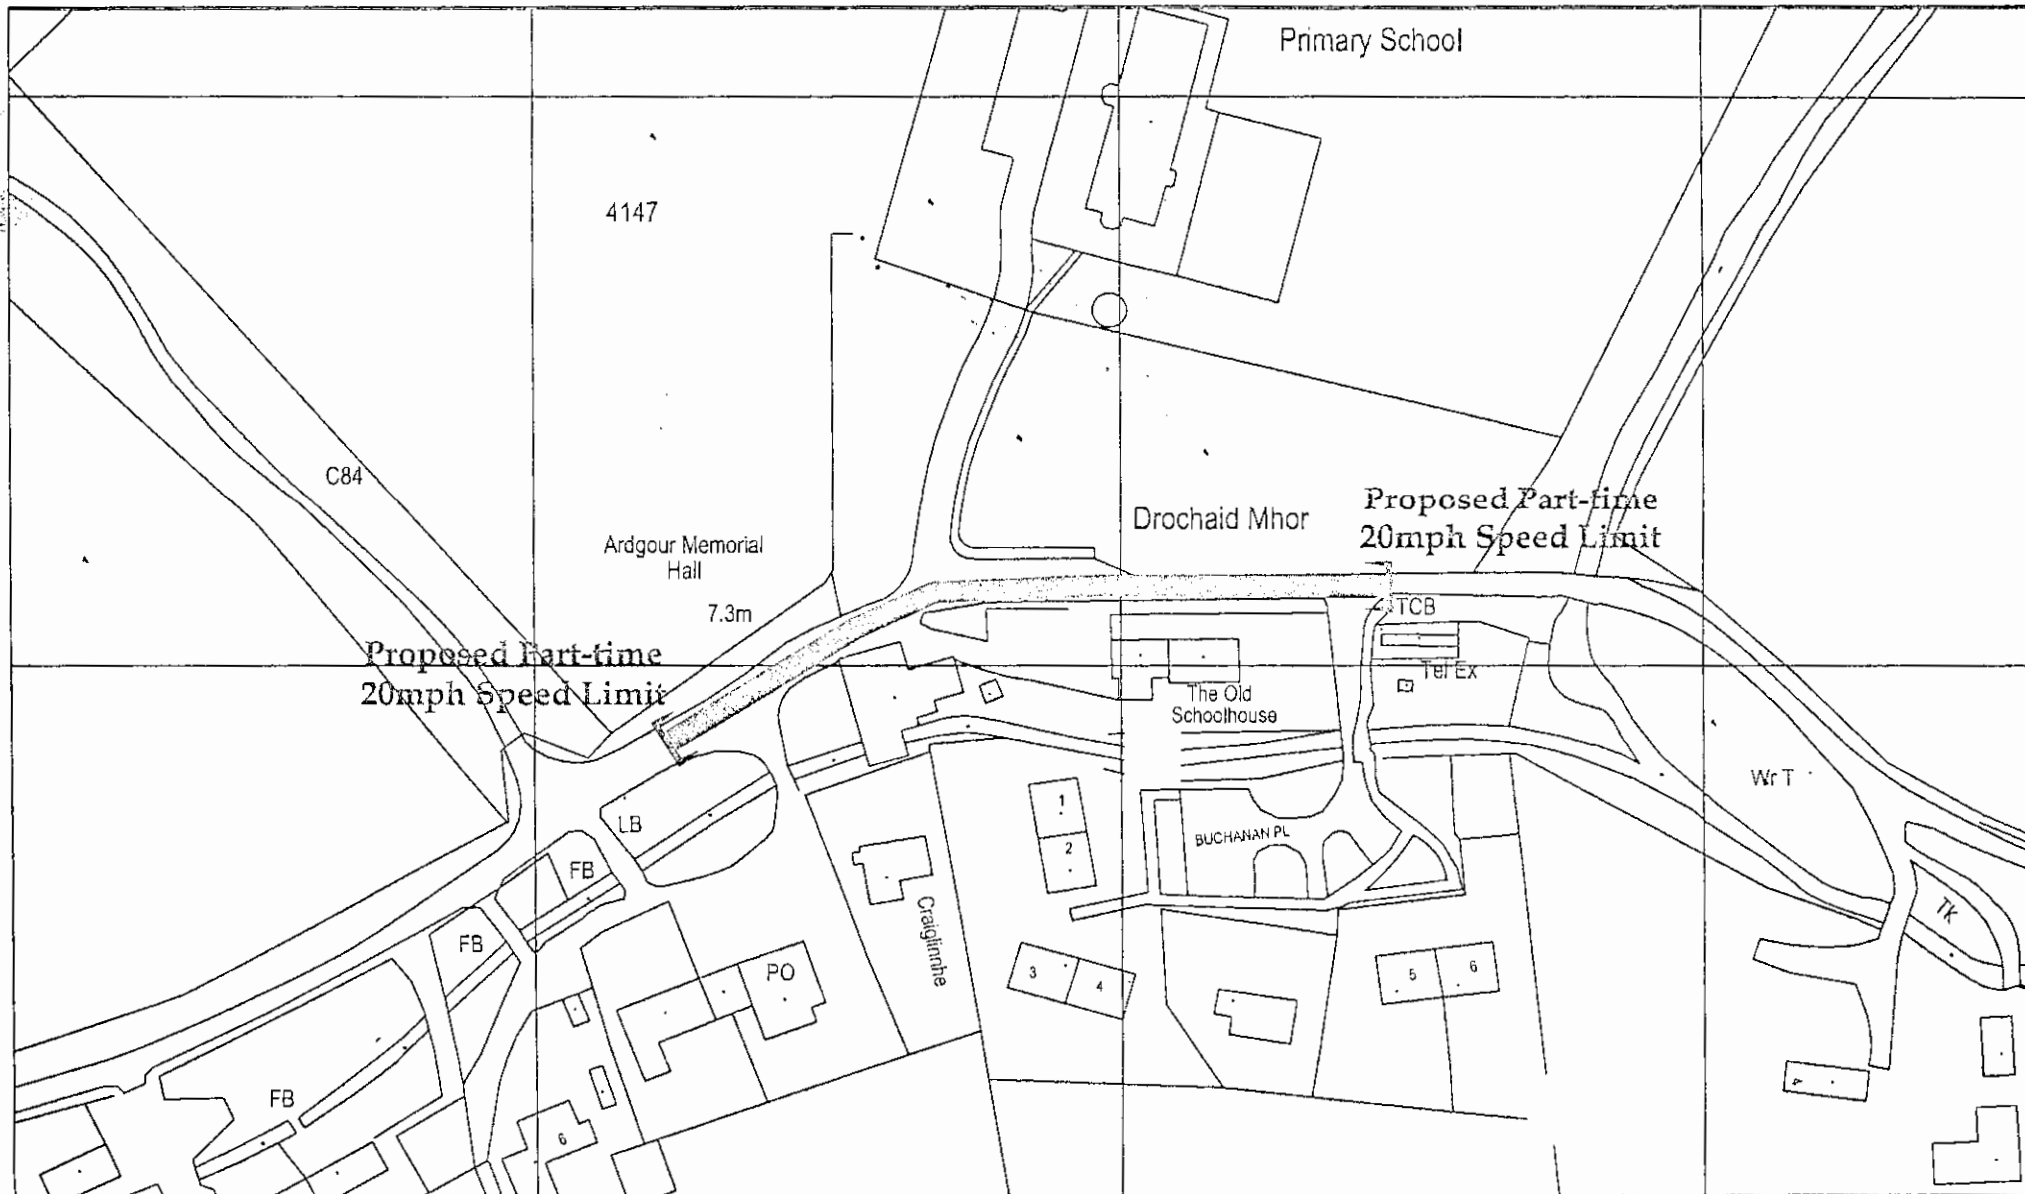 Primary School
4147
C84
Proposed Part-time
20mph Speed Limit
Drochaid Mhor
Ardgour Memorial
Hall
7.3m
TCB
Proposed Part-time
20mph Speed Limit
Tel Ex
The Old
Schoolhouse
Wr T
LB
1
BUCHANAN PL
2
FB
Craiglinnhe
TK
FB
PO
3
4
5
6
FB
6